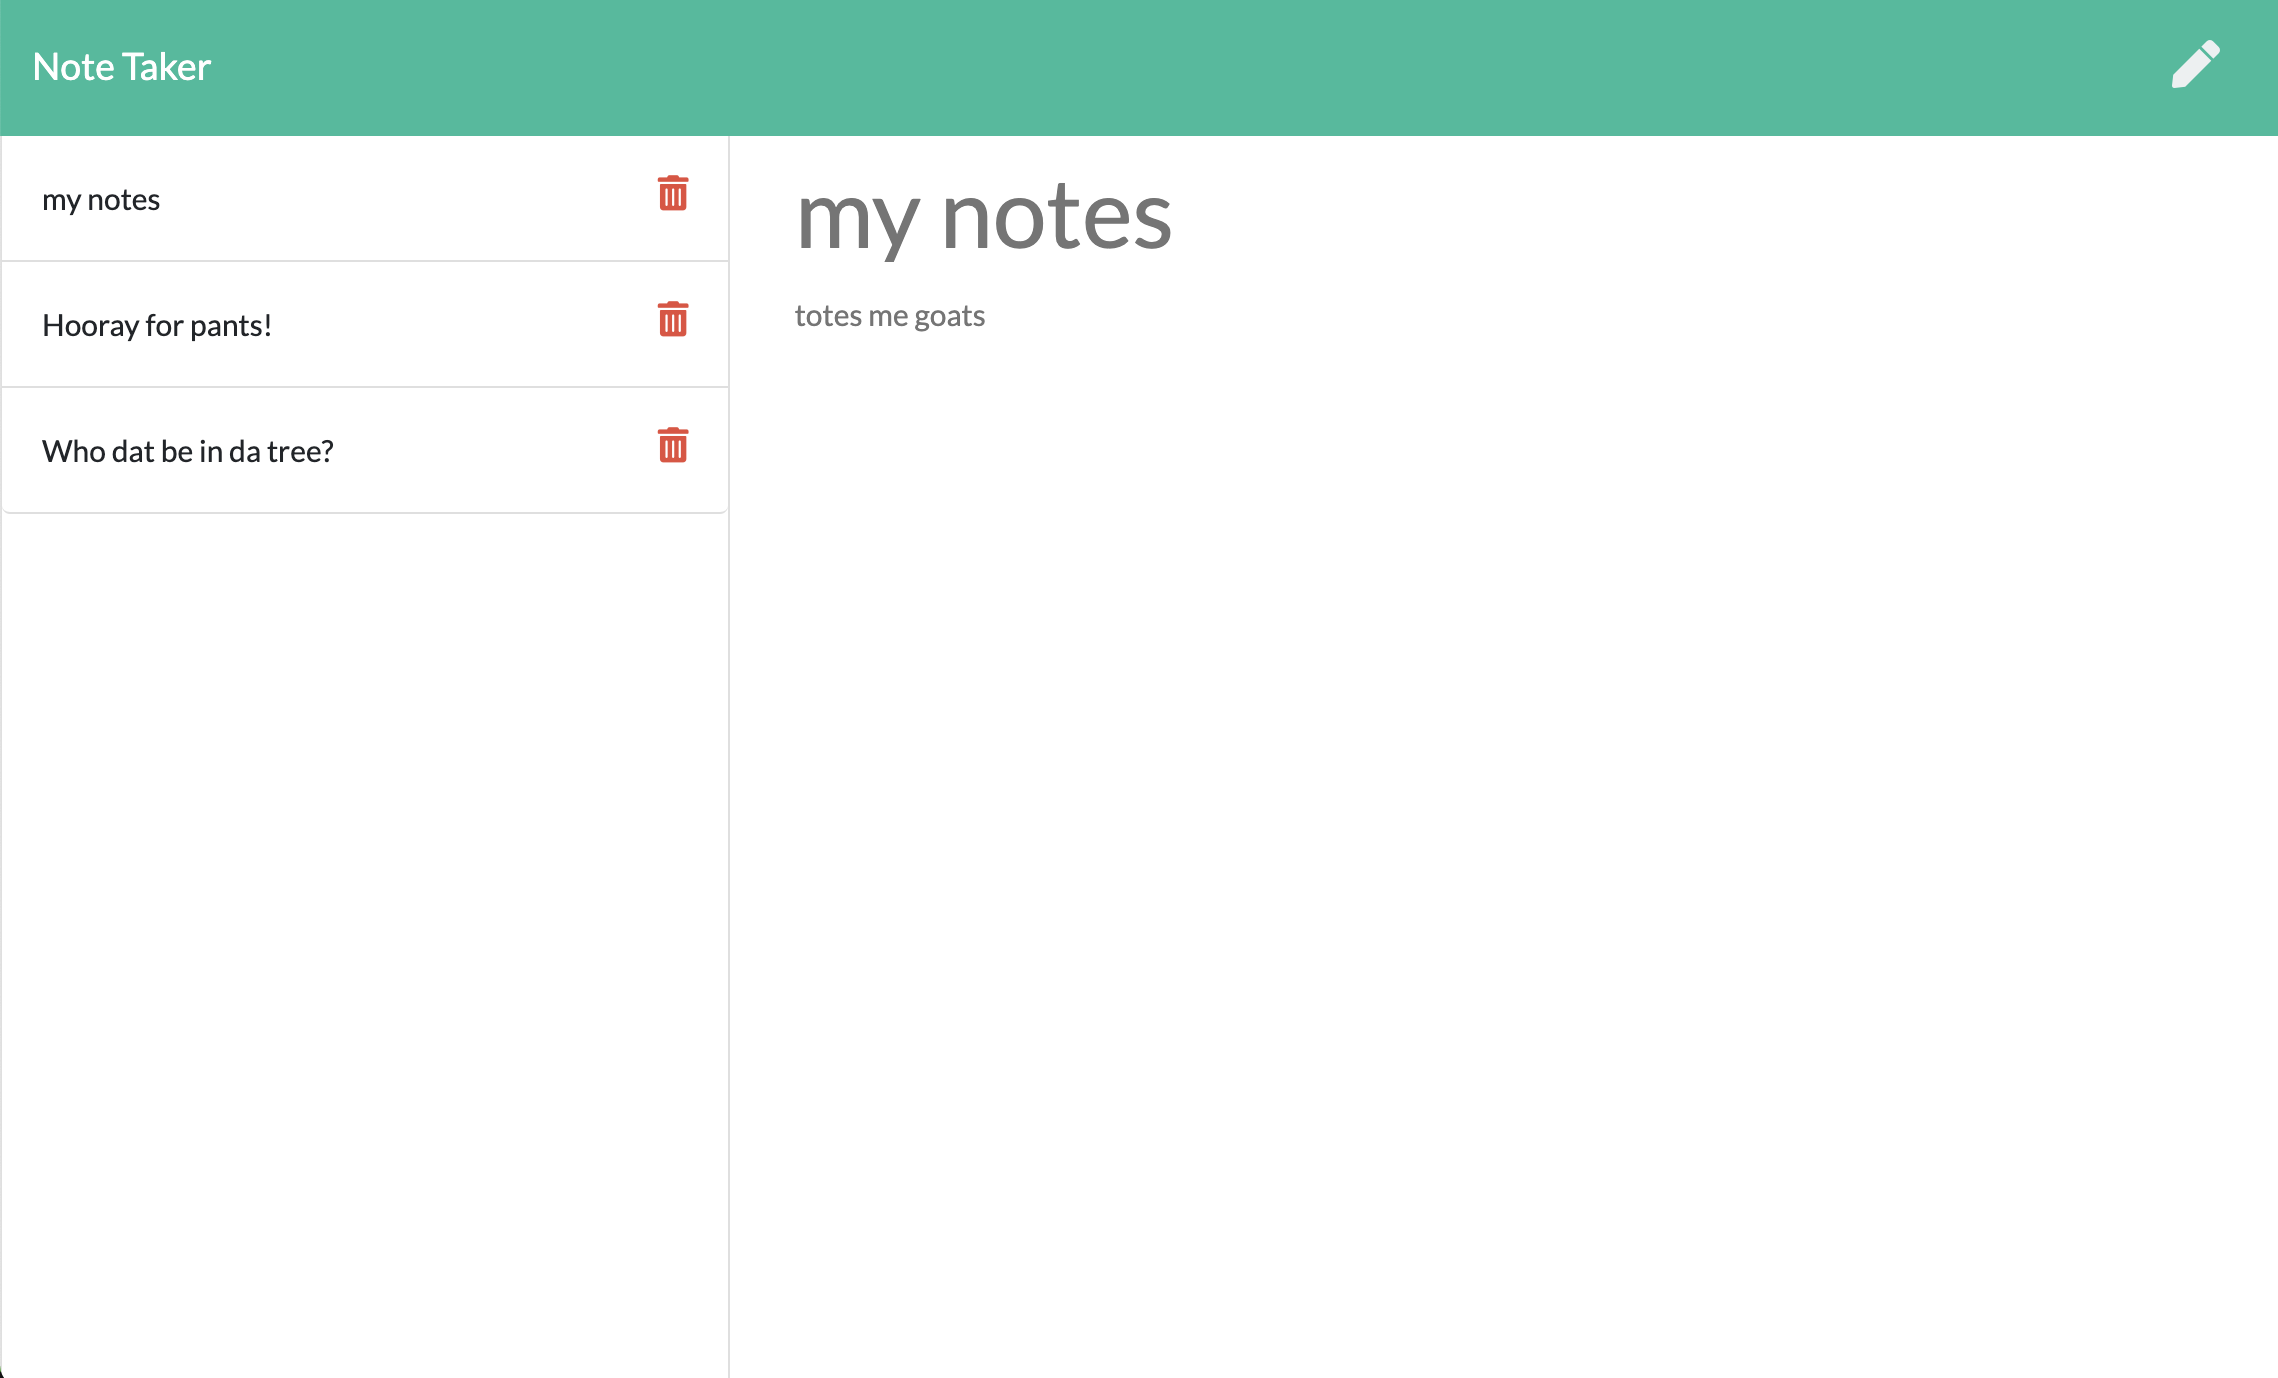 Note Taker
my notes
Hooray for pants!
Who dat be in da tree?
my notes
totes me goats